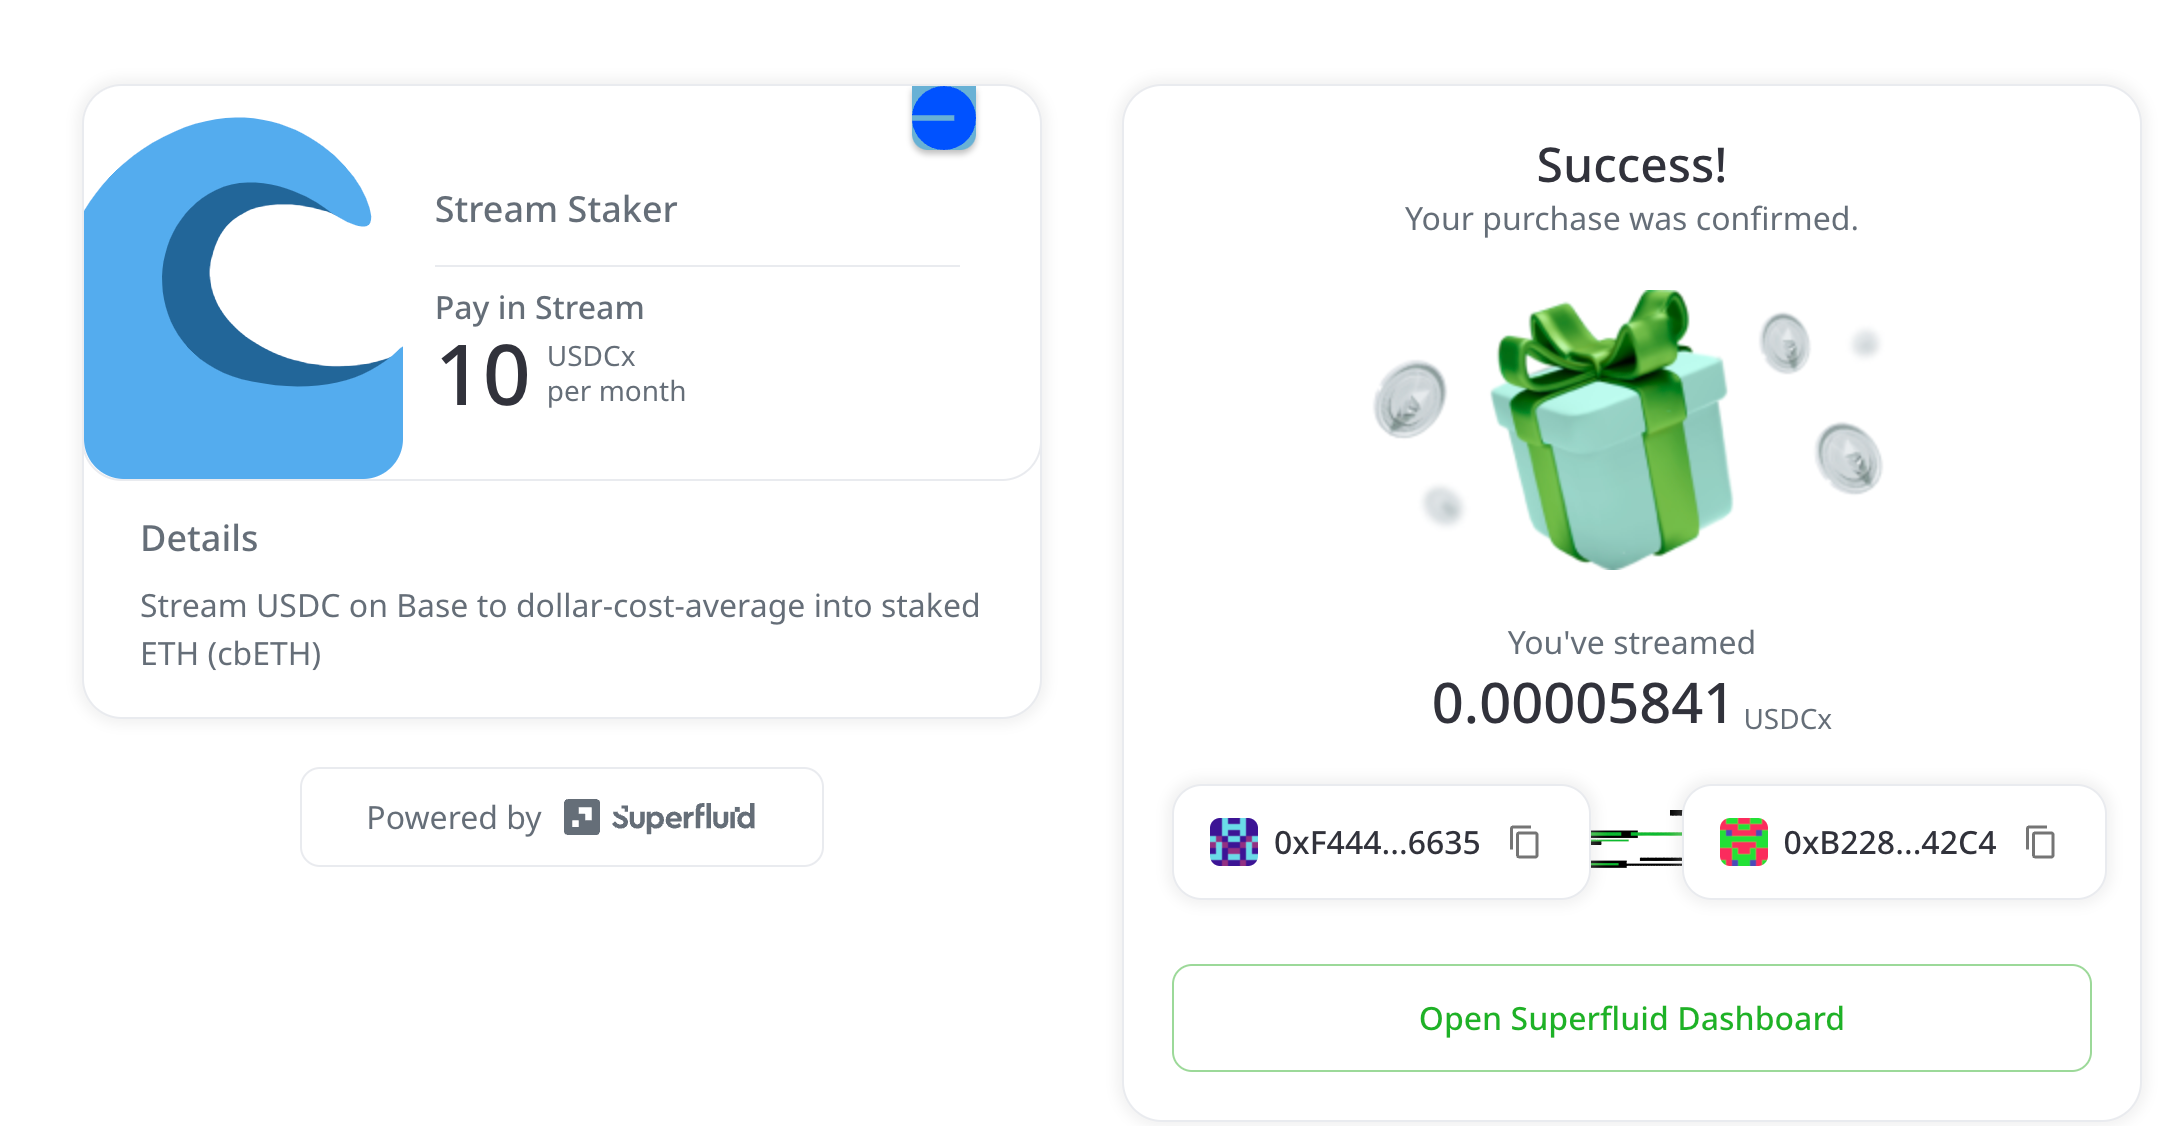 Stream Staker
Pay in Stream
10
USDCx
per month
Details
Stream USDC on Base to dollar-cost-average into staked
ETH (cbETH)
Powered by Superfluid
Success!
Your purchase was confirmed.
You've streamed
0.00005841 USDCx
0xF444...6635
0xB228...42C4
Open Superfluid Dashboard